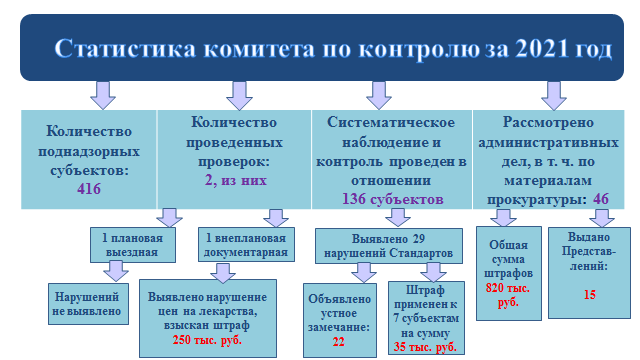 Статистика комитета по контролю за 2021 год
Количество
поднадзорных
субъектов:
416
Количество
проведенных
проверок:
2, из них
Систематическое
наблюдение и
контроль проведен в
отношении
136 субъектов
Рассмотрено
административных
дел, в т. ч. по
материалам
прокуратуры: 46
1 плановая
выездная
1 внеплановая
документарная
Выявлено 29
нарушений Стандартов
Общая
сумма
штрафов
820 тыс.
руб.
Выдано
Представ-
лений:
15
Нарушений
не выявлено
Выявлено нарушение
цен на лекарства,
взыскан штраф
250 тыс. руб.
Объявлено
устное
замечание:
22
Штраф
применен к
7 субъектам
на сумму
35 тыс. руб.